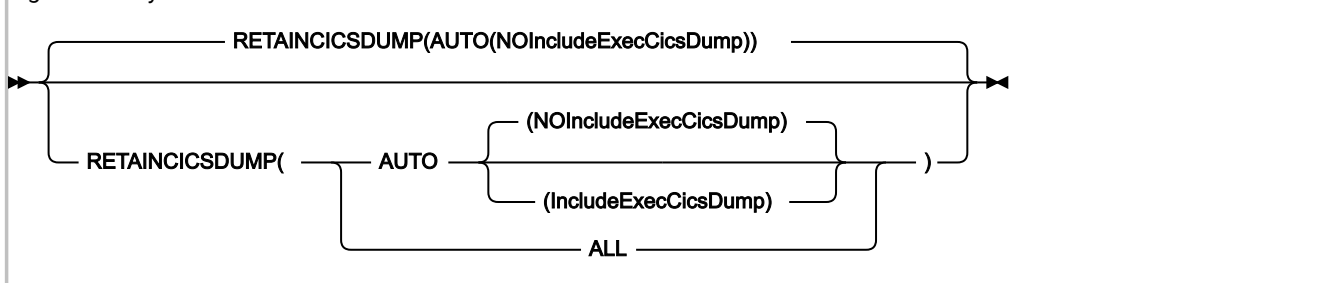 RETAINCICSDUMP(AUTO(NOIncludeExecCicsDump))
(NOIncludeExecCicsDump)
RETAINCICSDUMP( AUTO )
(IncludeExecCicsDump)
ALL